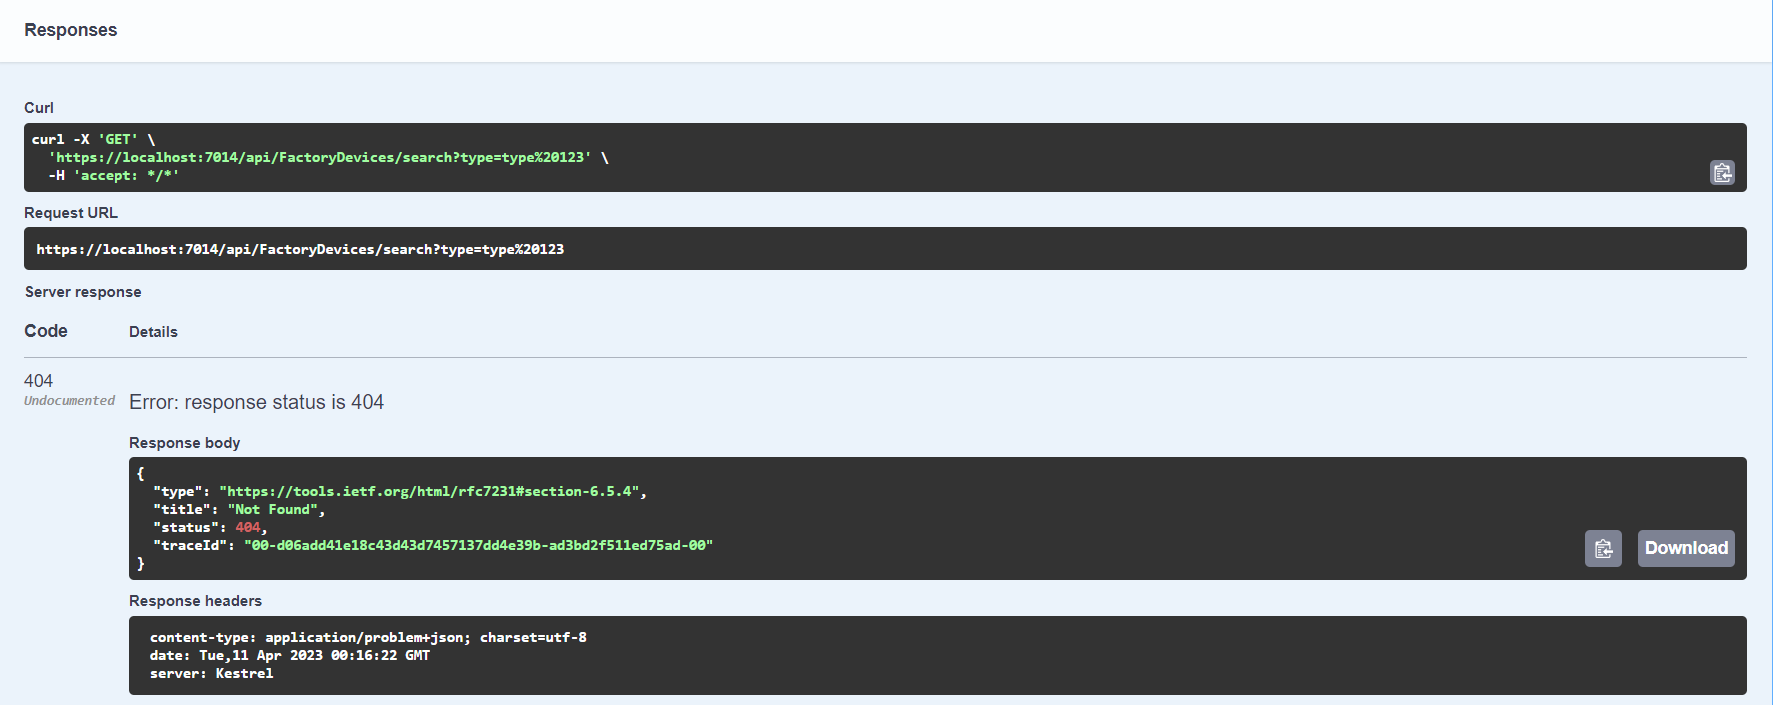 Responses
Curl
curl -X 'GET' \
'https://localhost:7014/api/FactoryDevices/search?type=type%20123' \
-H 'accept: */*'
Request URL
https://localhost:7014/api/FactoryDevices/search?type=type%20123
Server response
Code Details
404
Undocumented Error: response status is 404
Response body
{
"type": "https://tools.ietf.org/html/rfc7231#section-6.5.4",
"title": "Not Found",
"status": 404,
"traceId": "00-d06add41e18c43d43d7457137dd4e39b-ad3bd2f511ed75ad-00"
}
Download
Response headers
content-type: application/problem+json; charset=utf-8
date: Tue,11 Apr 2023 00:16:22 GMT
server: Kestrel